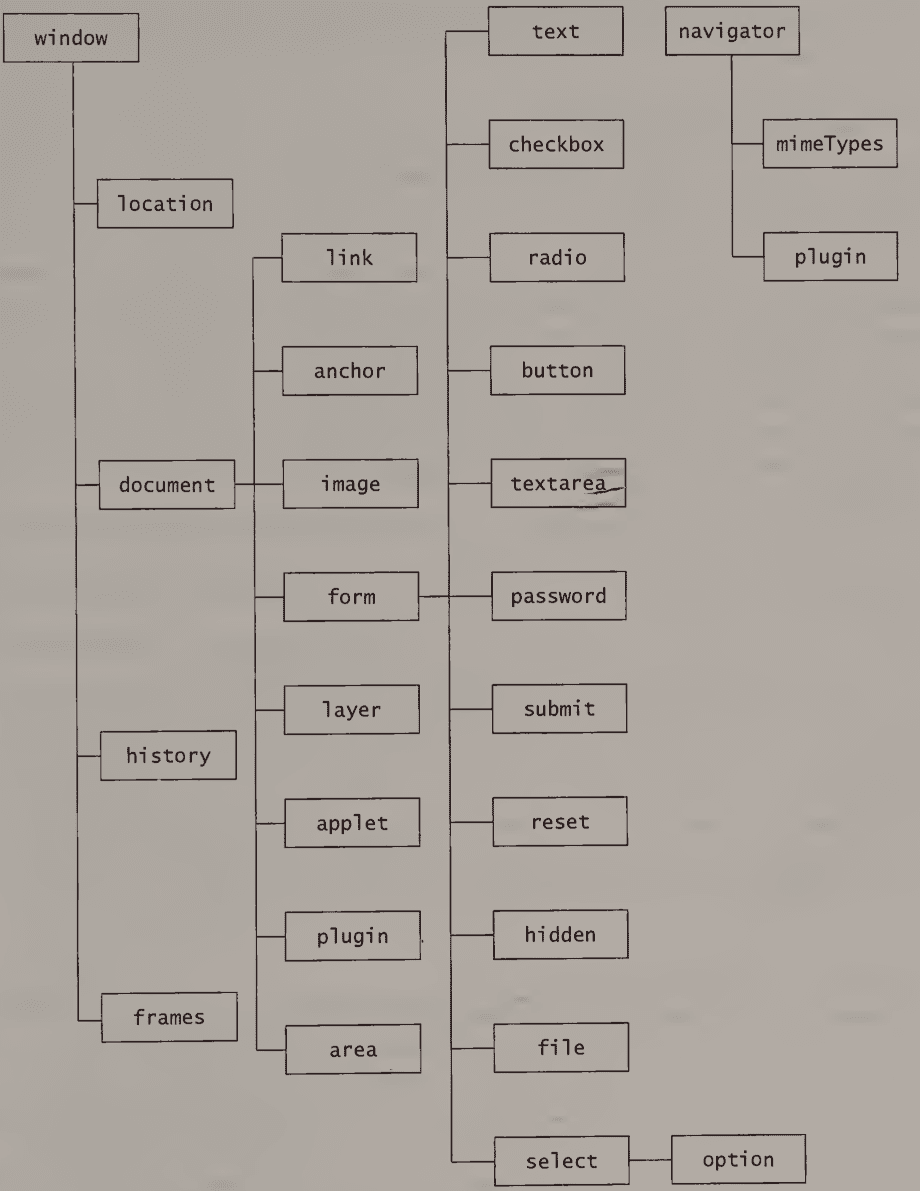 window
location
document
history
frames
link
anchor
image
form
layer
applet
plugin
area
text
checkbox
radio
button
textarea
password
submit
reset
hidden
file
select
option
navigator
mimeTypes
plugin